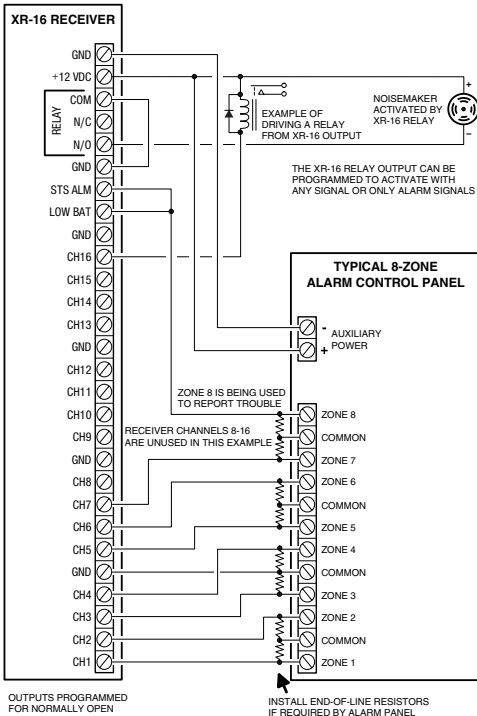 XR-16 RECEIVER
GND
+12 VDC
COM
RELAY
N/C
N/O
GND
STS ALM
LOW BAT
GND
CH16
CH15
CH14
CH13
GND
CH12
CH11
CH10
CH9
GND
CH8
CH7
CH6
CH5
GND
CH4
CH3
CH2
CH1
OUTPUTS PROGRAMMED
FOR NORMALLY OPEN
EXAMPLE OF
DRIVING A RELAY
FROM XR-16 OUTPUT
NOISEMAKER
ACTIVATED BY
XR-16 RELAY
+
–
THE XR-16 RELAY OUTPUT CAN BE
PROGRAMMED TO ACTIVATE WITH
ANY SIGNAL OR ONLY ALARM SIGNALS
TYPICAL 8-ZONE
ALARM CONTROL PANEL
- AUXILIARY
+ POWER
ZONE 8 IS BEING USED
TO REPORT TROUBLE
RECEIVER CHANNELS 8-16
ARE UNUSED IN THIS EXAMPLE
ZONE 8
COMMON
ZONE 7
ZONE 6
COMMON
ZONE 5
ZONE 4
COMMON
ZONE 3
ZONE 2
COMMON
ZONE 1
INSTALL END-OF-LINE RESISTORS
IF REQUIRED BY ALARM PANEL